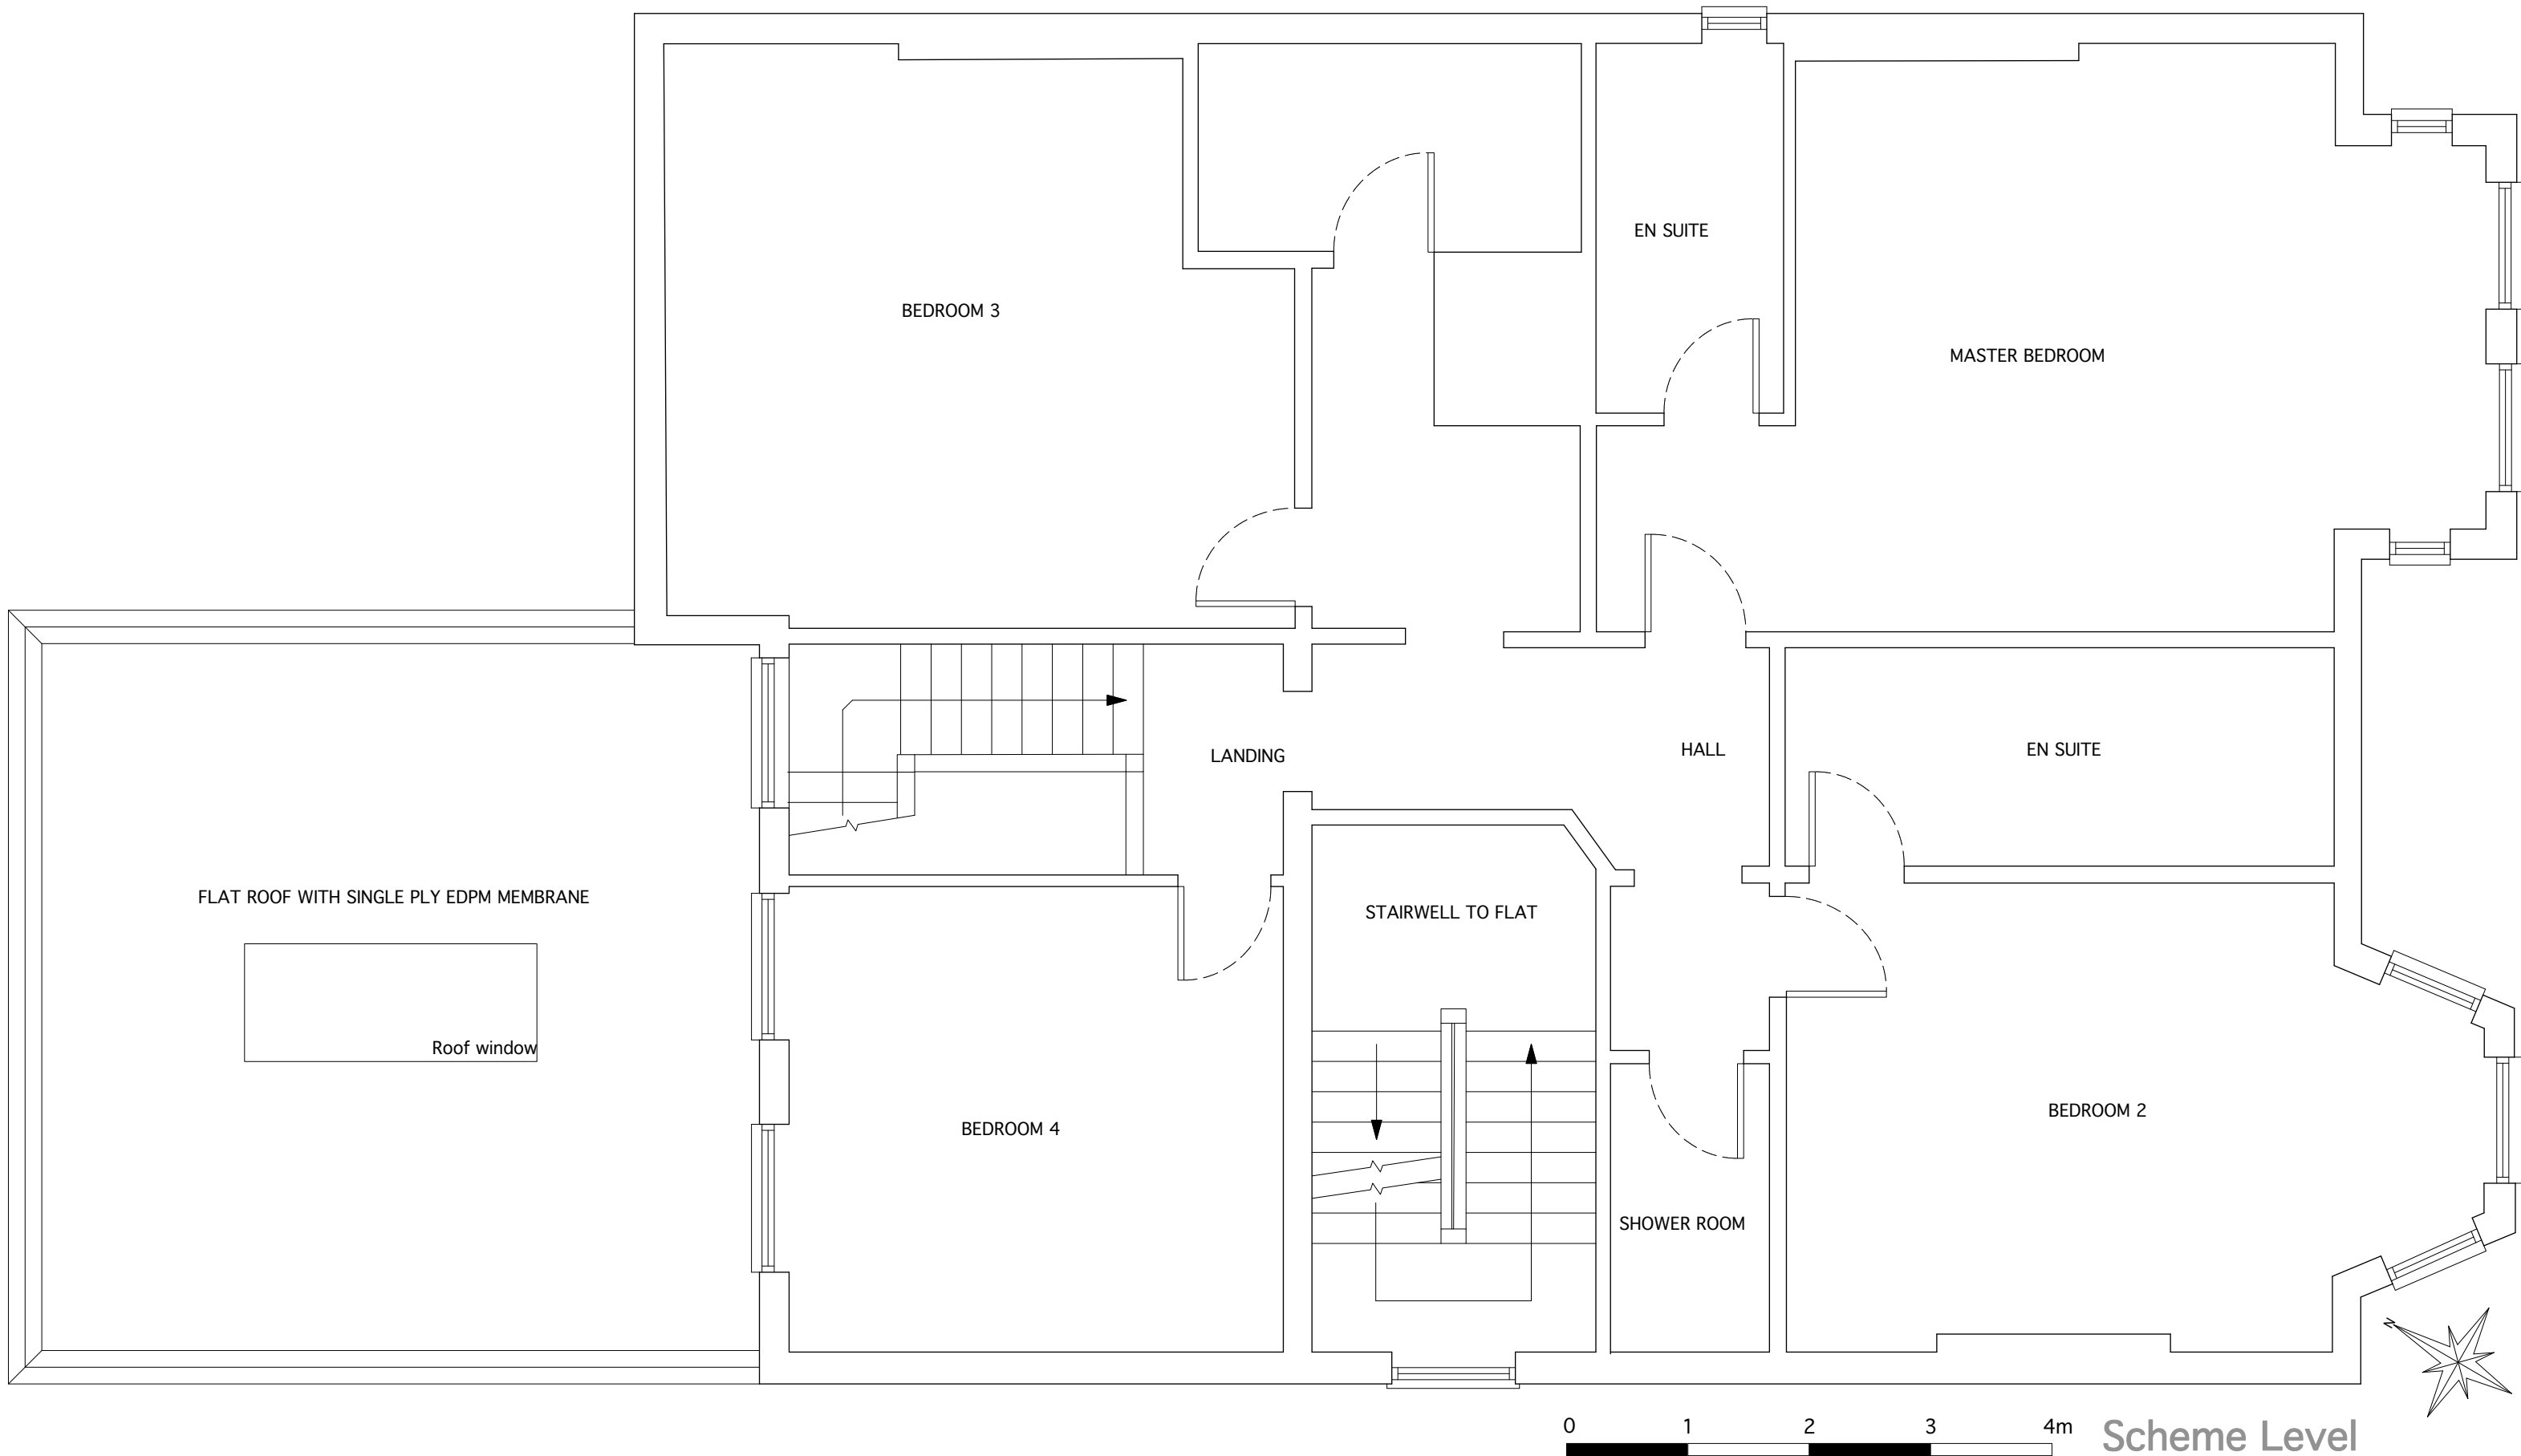 EN SUITE
BEDROOM 3
MASTER BEDROOM
LANDING
HALL
EN SUITE
FLAT ROOF WITH SINGLE PLY EDPM MEMBRANE
STAIRWELL TO FLAT
Roof window
BEDROOM 4
BEDROOM 2
SHOWER ROOM
N
0 1 2 3 4m
Scheme Level